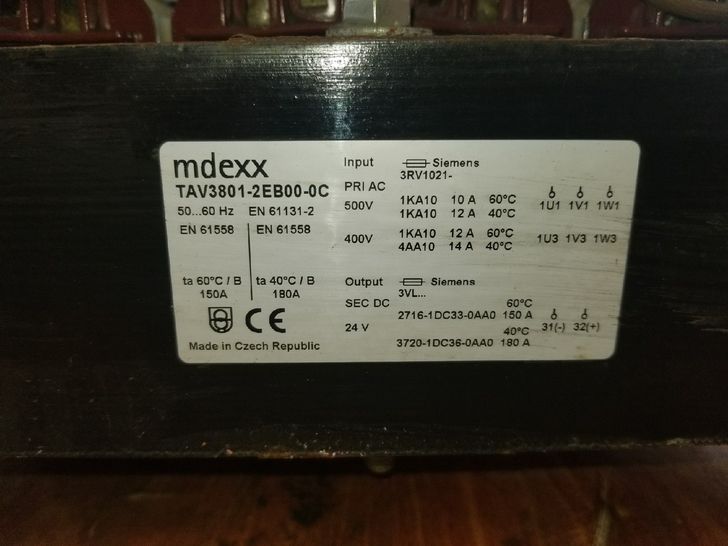 mdexx
TAV3801-2EB00-0C
50...60 Hz EN 61131-2
EN 61558 EN 61558
ta 60°C / B ta 40°C / B
150A 180A
CE
Made in Czech Republic
Input Siemens
3RV1021-
PRI AC
500V 1KA10 10 A 60°C
1KA10 12 A 40°C
1U1 1V1 1W1
400V 1KA10 12 A 60°C
4AA10 14 A 40°C
1U3 1V3 1W3
Output Siemens
3VL...
SEC DC 60°C
2716-1DC33-0AA0 150 A
24 V 40°C 31(-) 32(+)
3720-1DC36-0AA0 180 A